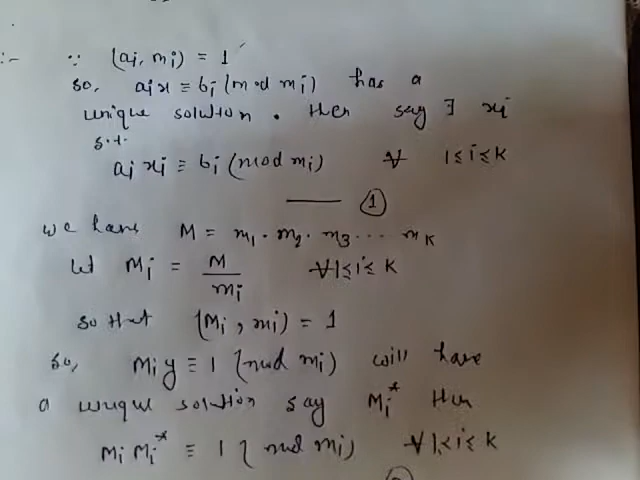 :- ∵ (ai, mi) = 1
so, aix ≡ bi (mod mi) has a
unique solution. then say ∃ xi
s.t.
ai xi ≡ bi (mod mi) ∀ 1≤i≤k
—— ①
we have M = m1 . m2 . m3 ... mk
let Mi = M/mi ∀1≤i≤k
so that (Mi, mi) = 1
so, Miy ≡ 1 (mod mi) will have
a unique solution say Mi* then
Mi Mi* ≡ 1 (mod mi) ∀1≤i≤k